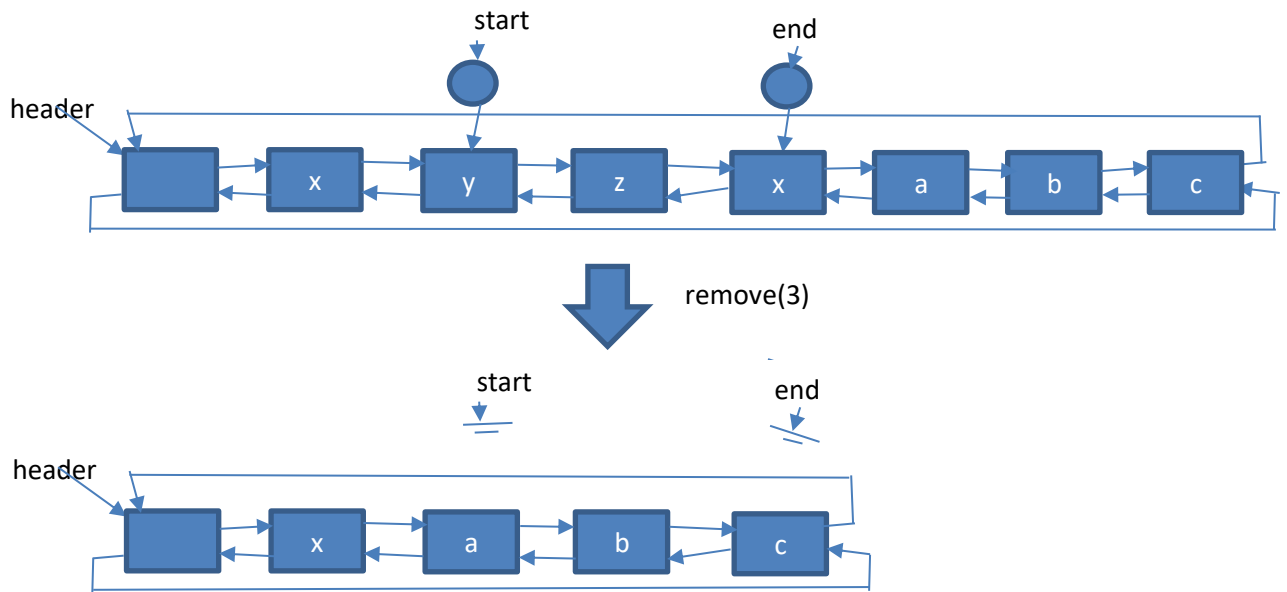 start
end
header
x y z x a b c
remove(3)
start
end
header
x a b c